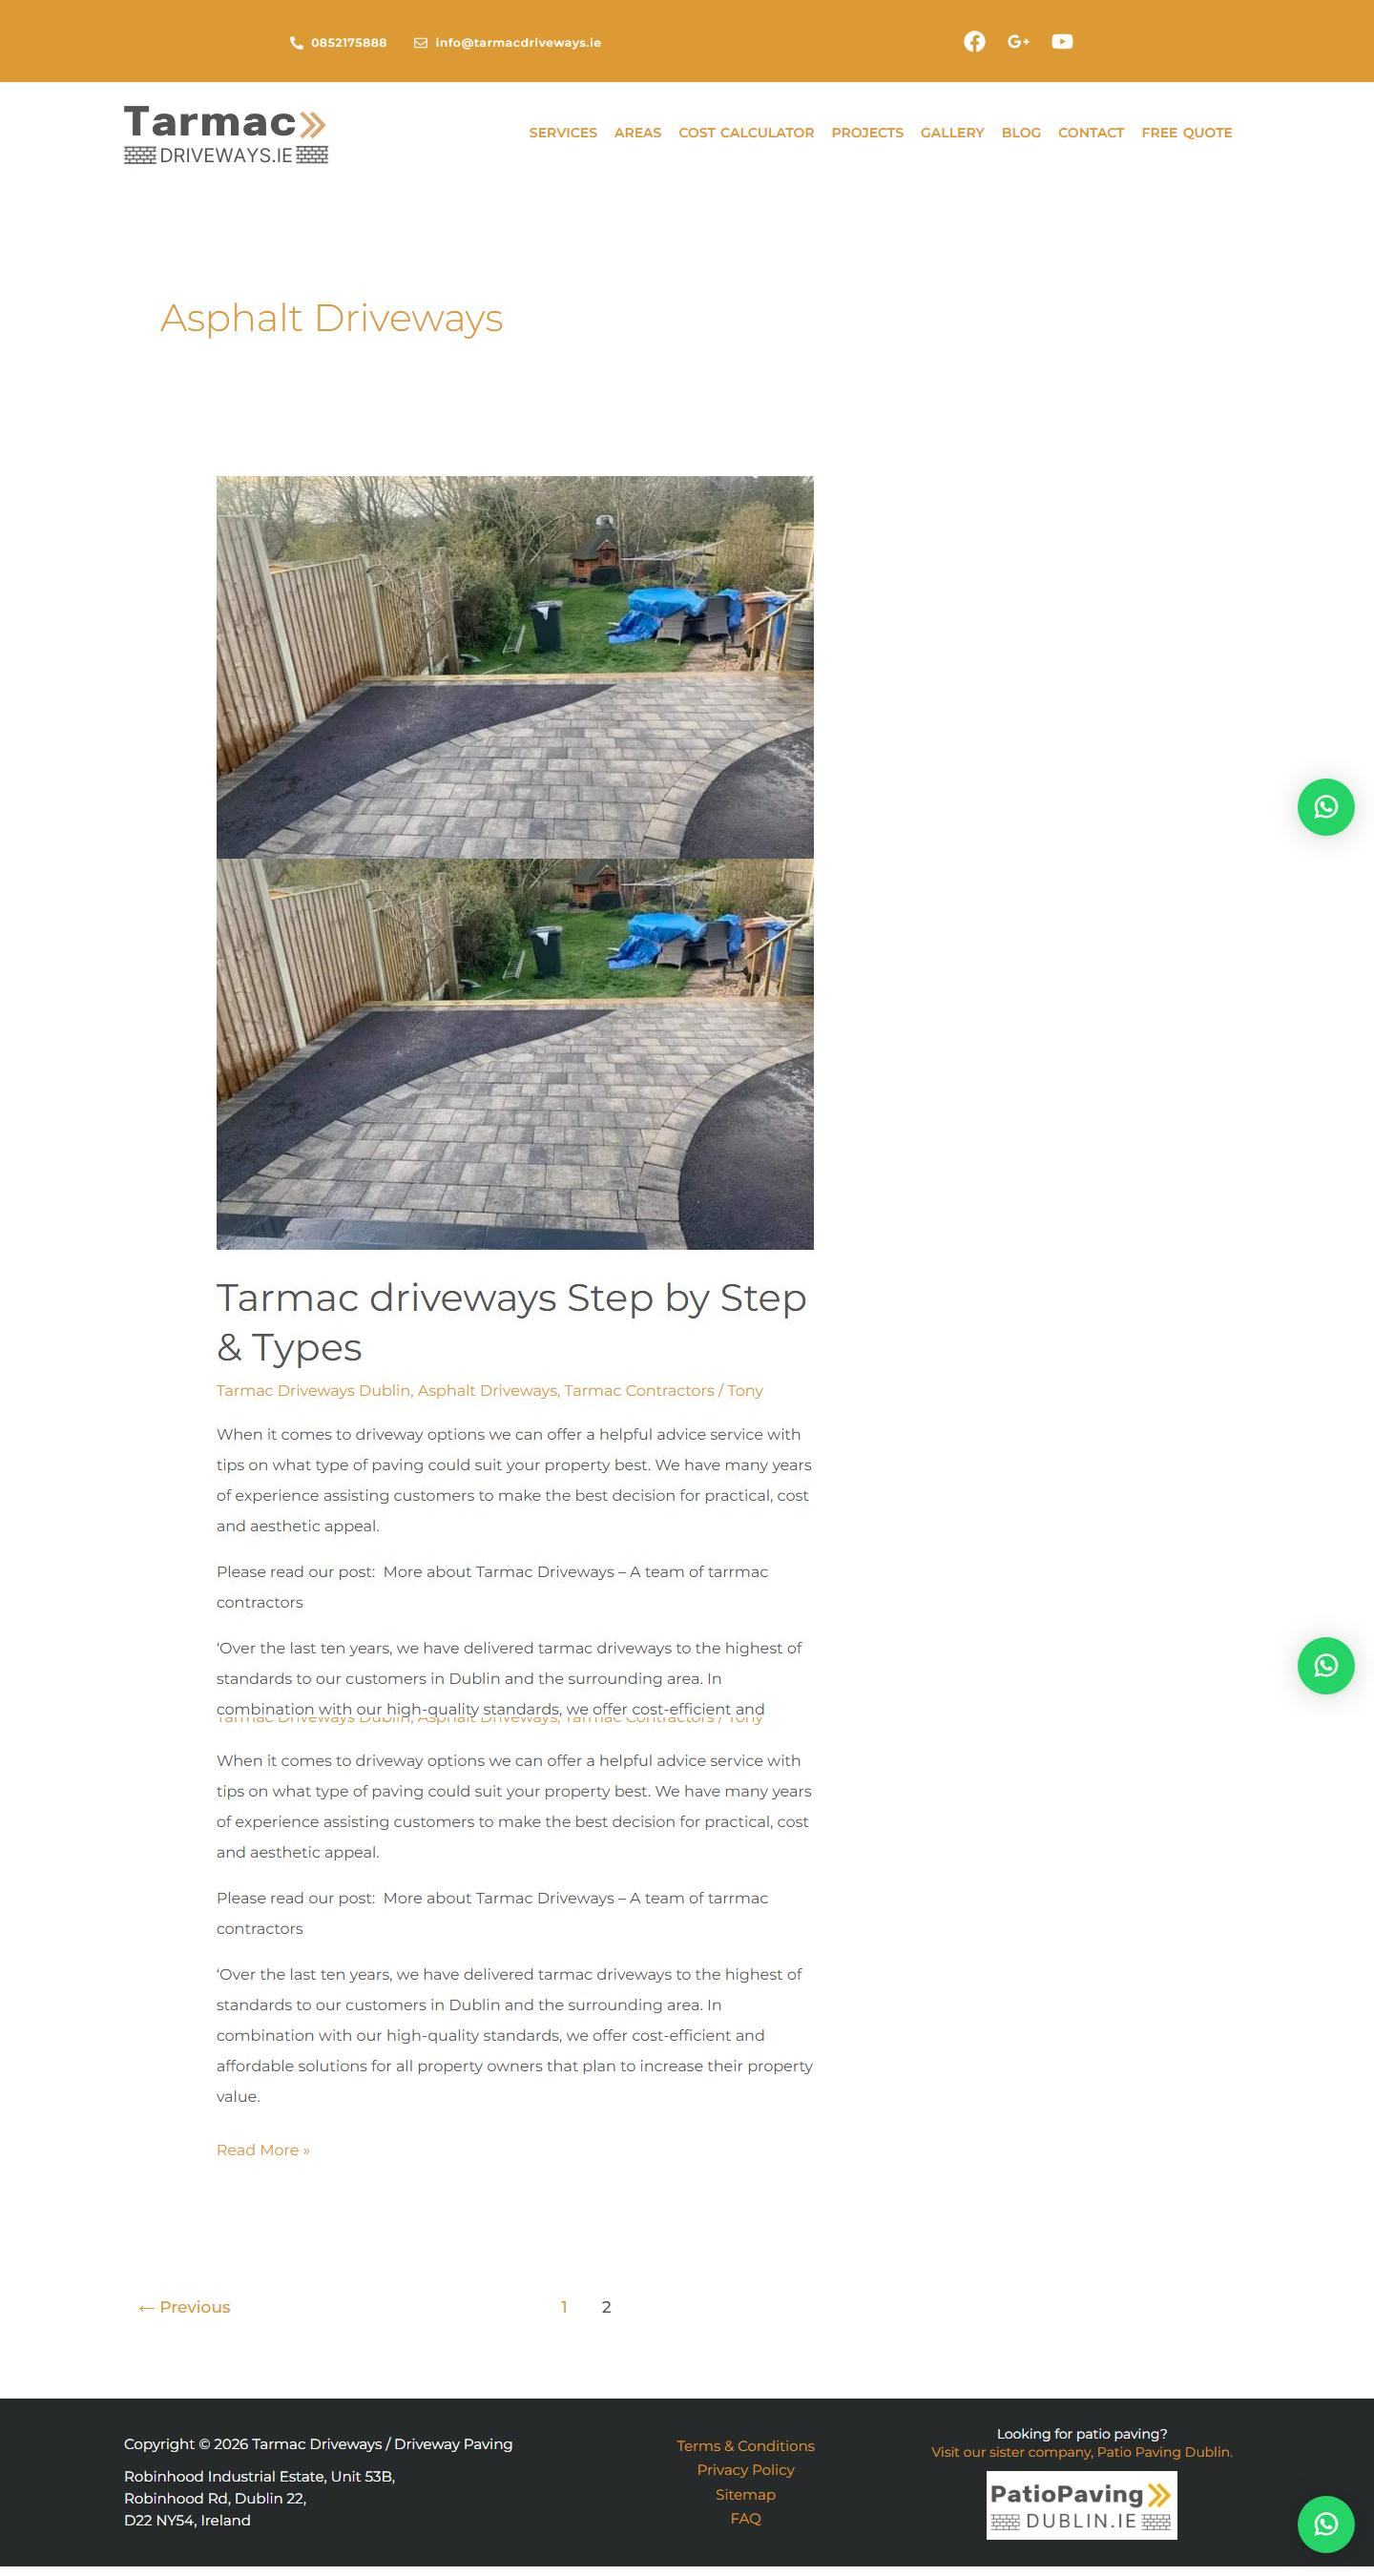 0852175888
info@tarmacdriveways.ie
Tarmac
DRIVEWAYS.IE
SERVICES AREAS COST CALCULATOR PROJECTS GALLERY BLOG CONTACT FREE QUOTE
Asphalt Driveways
Tarmac driveways Step by Step
& Types
Tarmac Driveways Dublin, Asphalt Driveways, Tarmac Contractors / Tony
When it comes to driveway options we can offer a helpful advice service with
tips on what type of paving could suit your property best. We have many years
of experience assisting customers to make the best decision for practical, cost
and aesthetic appeal.
Please read our post:  More about Tarmac Driveways – A team of tarrmac
contractors
‘Over the last ten years, we have delivered tarmac driveways to the highest of
standards to our customers in Dublin and the surrounding area. In
combination with our high-quality standards, we offer cost-efficient and
Tarmac Driveways Dublin, Asphalt Driveways, Tarmac Contractors / Tony
When it comes to driveway options we can offer a helpful advice service with
tips on what type of paving could suit your property best. We have many years
of experience assisting customers to make the best decision for practical, cost
and aesthetic appeal.
Please read our post:  More about Tarmac Driveways – A team of tarrmac
contractors
‘Over the last ten years, we have delivered tarmac driveways to the highest of
standards to our customers in Dublin and the surrounding area. In
combination with our high-quality standards, we offer cost-efficient and
affordable solutions for all property owners that plan to increase their property
value.
Read More »
← Previous
1 2
Copyright © 2026 Tarmac Driveways / Driveway Paving
Robinhood Industrial Estate, Unit 53B,
Robinhood Rd, Dublin 22,
D22 NY54, Ireland
Terms & Conditions
Privacy Policy
Sitemap
FAQ
Looking for patio paving?
Visit our sister company, Patio Paving Dublin.
PatioPaving
DUBLIN.IE